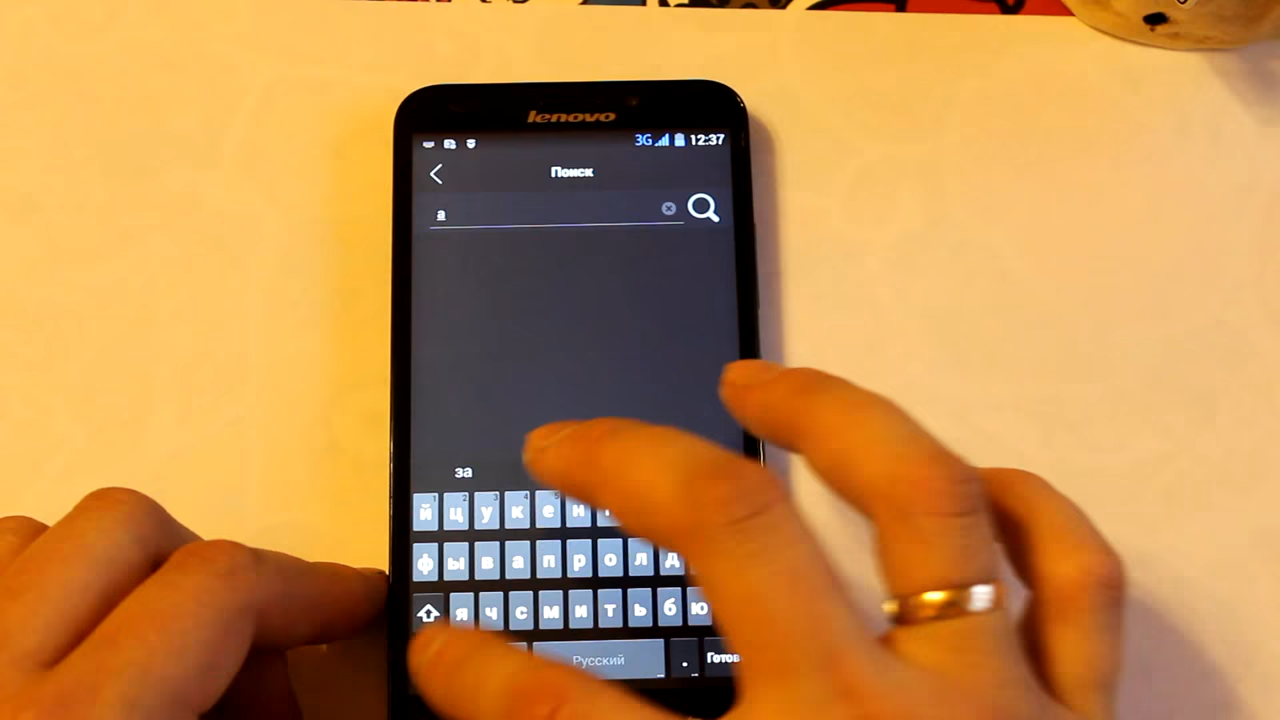 lenovo
3G 12:37
Поиск
а
за
й ц у к е н
ф ы в а п р о л д
я ч с м и т ь б ю
Русский . Готов